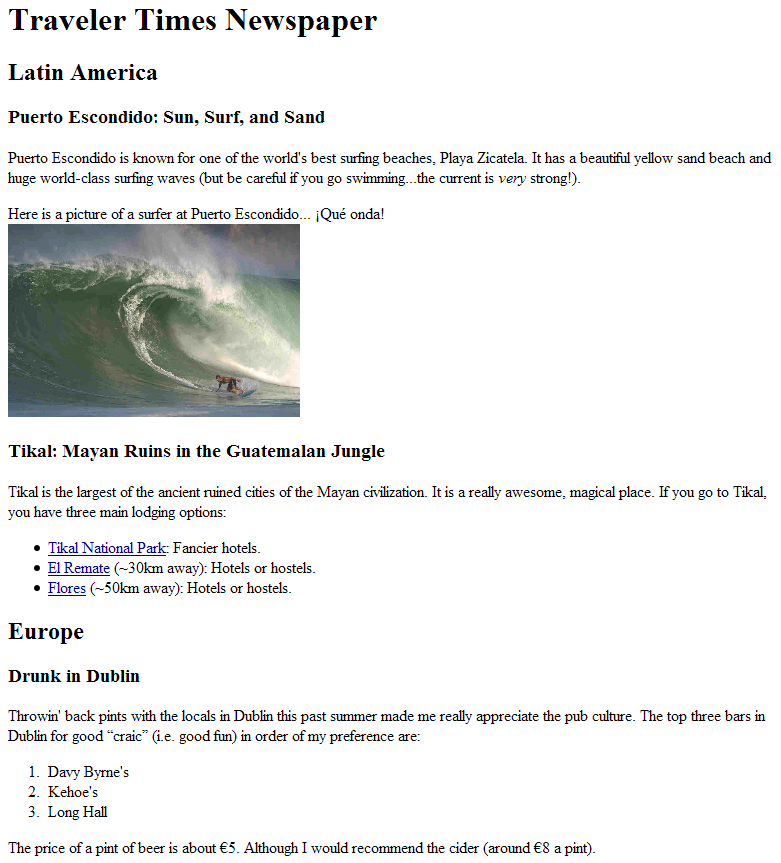 Traveler Times Newspaper
Latin America
Puerto Escondido: Sun, Surf, and Sand
Puerto Escondido is known for one of the world's best surfing beaches, Playa Zicatela. It has a beautiful yellow sand beach and
huge world-class surfing waves (but be careful if you go swimming...the current is very strong!).
Here is a picture of a surfer at Puerto Escondido... ¡Qué onda!
Tikal: Mayan Ruins in the Guatemalan Jungle
Tikal is the largest of the ancient ruined cities of the Mayan civilization. It is a really awesome, magical place. If you go to Tikal,
you have three main lodging options:
• Tikal National Park: Fancier hotels.
• El Remate (~30km away): Hotels or hostels.
• Flores (~50km away): Hotels or hostels.
Europe
Drunk in Dublin
Throwin' back pints with the locals in Dublin this past summer made me really appreciate the pub culture. The top three bars in
Dublin for good “craic” (i.e. good fun) in order of my preference are:
1. Davy Byrne's
2. Kehoe's
3. Long Hall
The price of a pint of beer is about €5. Although I would recommend the cider (around €8 a pint).